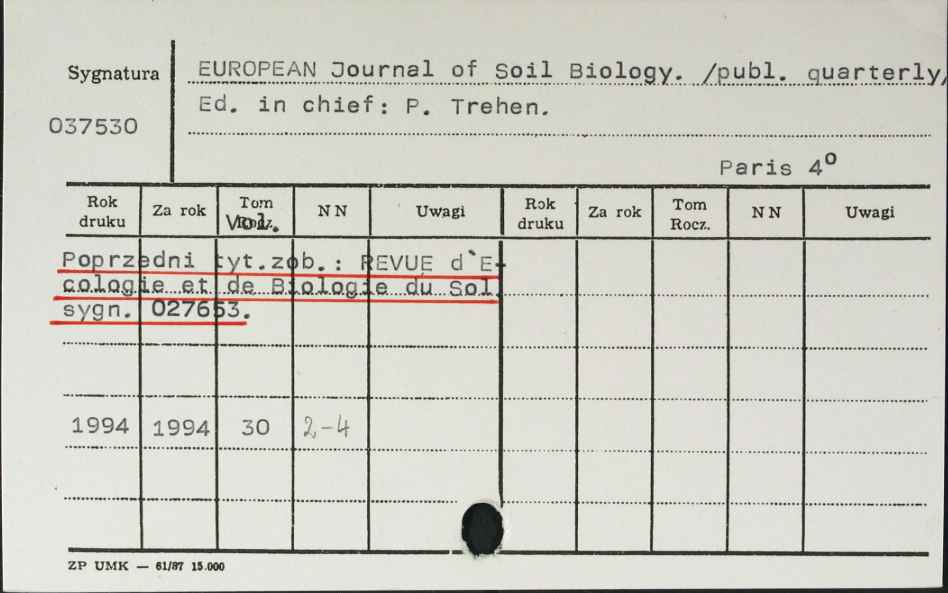 Sygnatura
037530
EUROPEAN Journal of Soil Biology. /publ. quarterly/
Ed. in chief: P. Trehen.
Paris 4º
Rok druku Za rok Tom Vol. NN Uwagi Rok druku Za rok Tom Rocz. NN Uwagi
Poprzedni tyt.zob.: REVUE d`E-
cologie et de Biologie du Sol
sygn. 027653.
1994 1994 30 2-4
ZP UMK — 61/87 15.000